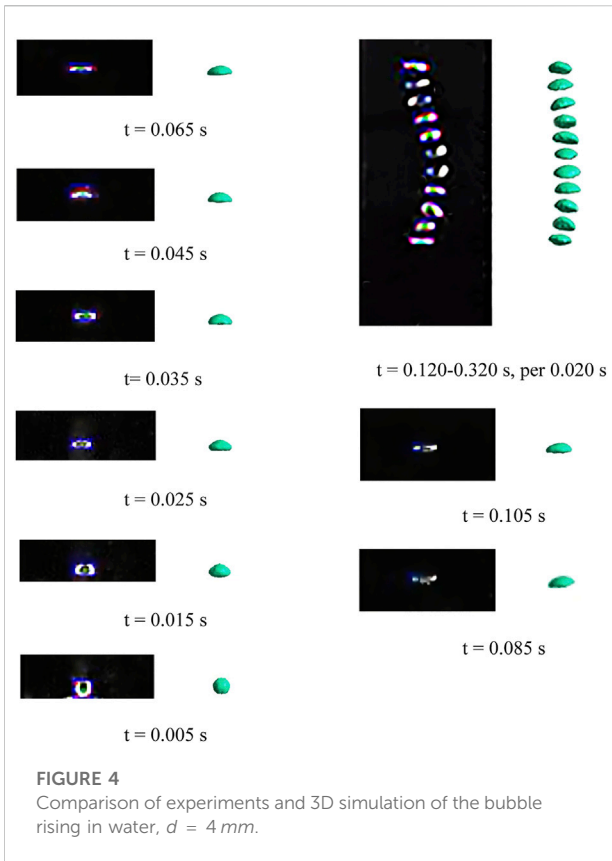 t = 0.065 s
t = 0.045 s
t= 0.035 s
t = 0.025 s
t = 0.015 s
t = 0.005 s
t = 0.120-0.320 s, per 0.020 s
t = 0.105 s
t = 0.085 s
FIGURE 4
Comparison of experiments and 3D simulation of the bubble
rising in water, d = 4 mm.